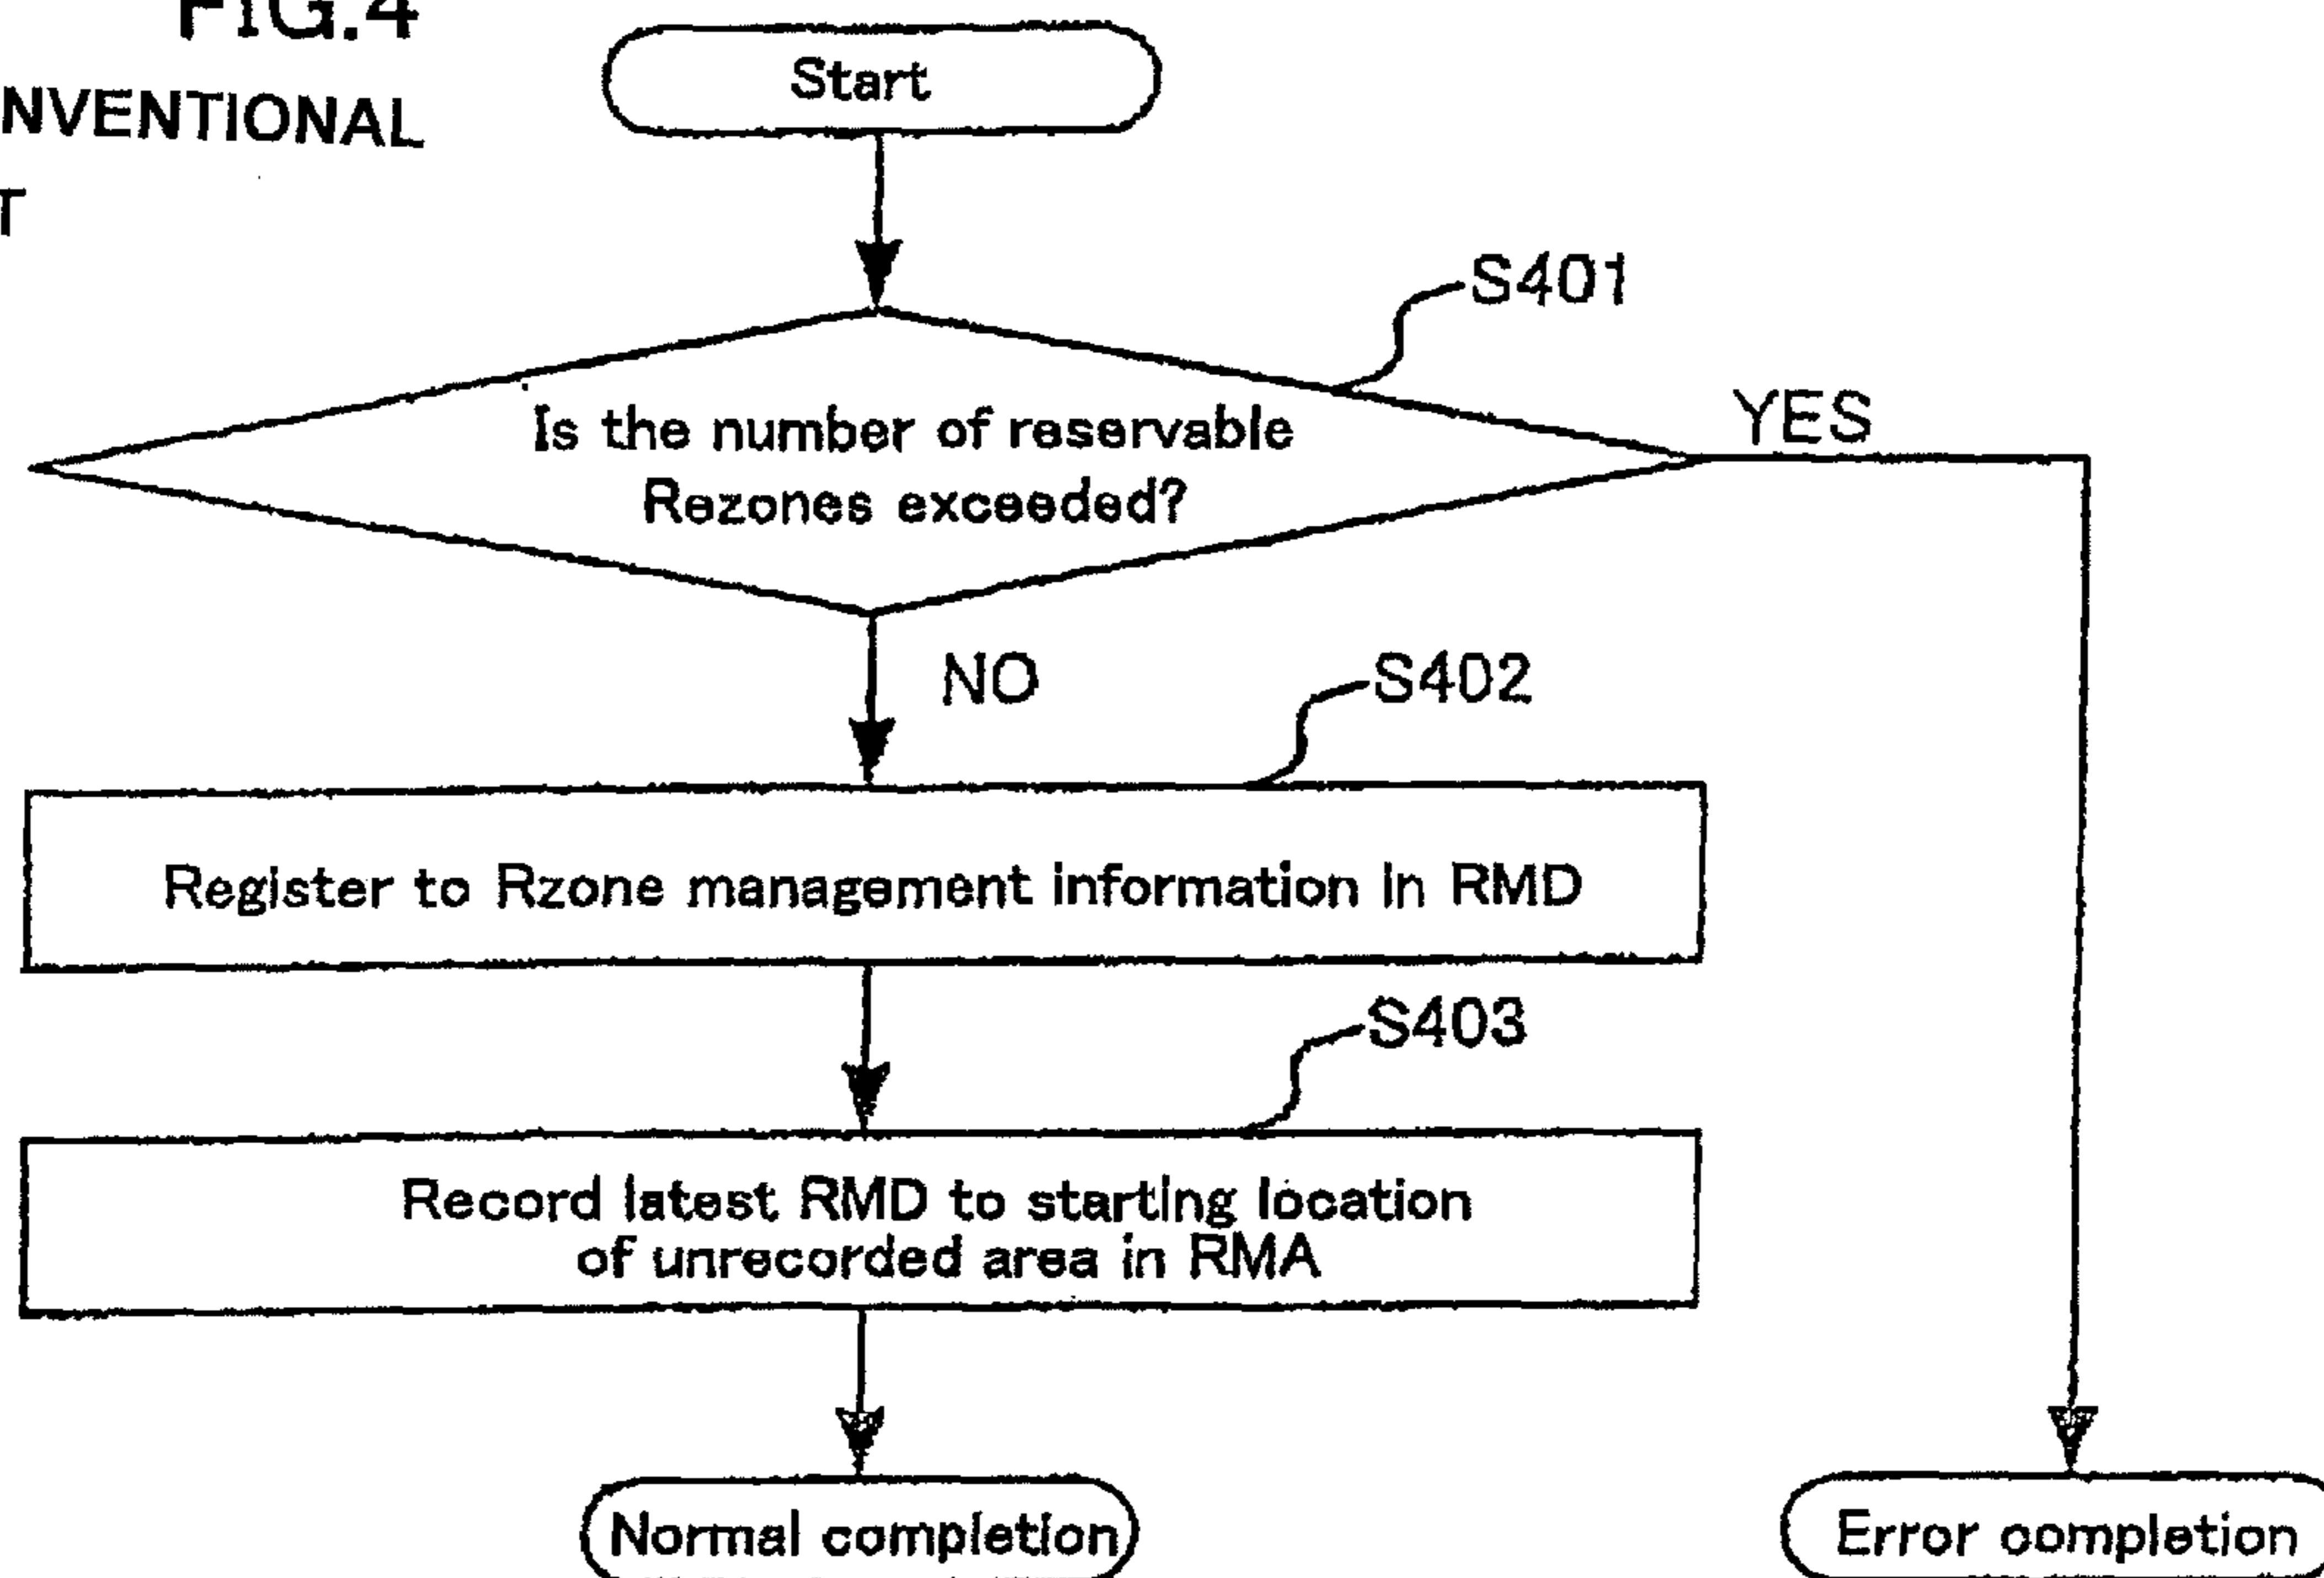 FIG.4
NVENTIONAL
T
Start
S401
Is the number of reservable
Rezones exceeded?
YES
NO
S402
Register to Rzone management information in RMD
S403
Record latest RMD to starting location
of unrecorded area in RMA
Normal completion
Error completion